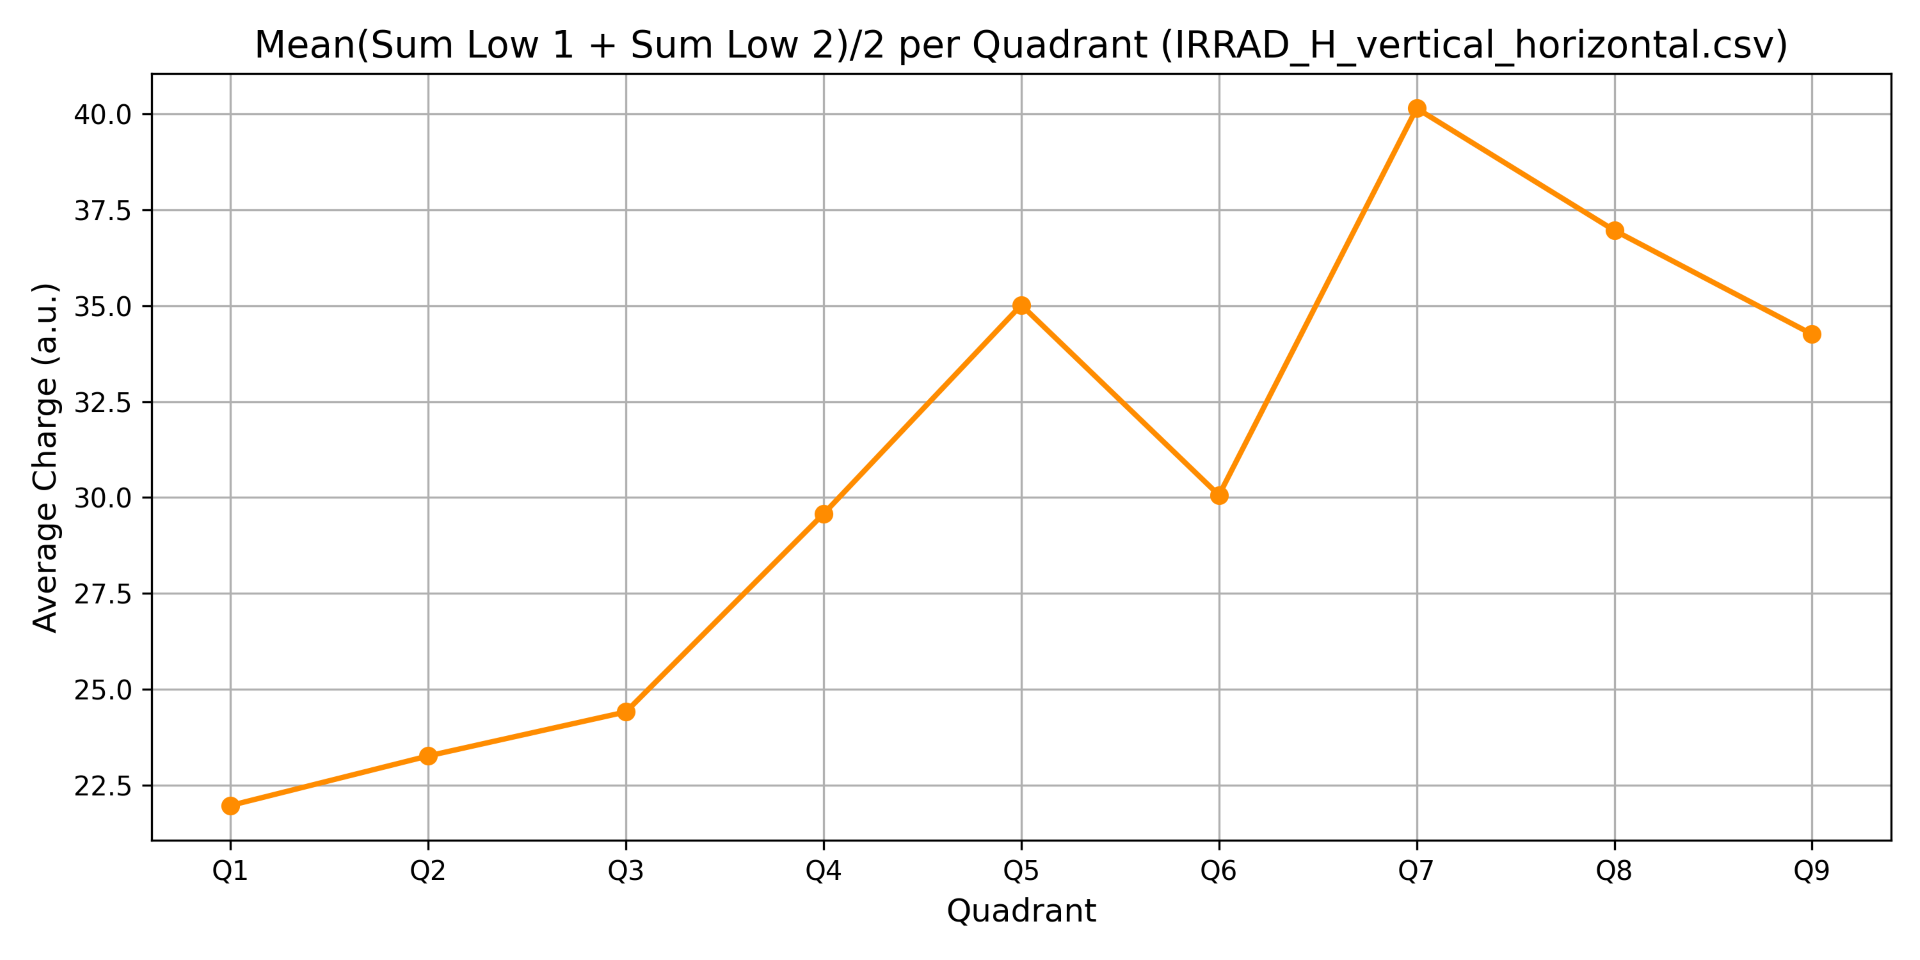 Mean(Sum Low 1 + Sum Low 2)/2 per Quadrant (IRRAD_H_vertical_horizontal.csv)
Average Charge (a.u.)
40.0
37.5
35.0
32.5
30.0
27.5
25.0
22.5
Q1 Q2 Q3 Q4 Q5 Q6 Q7 Q8 Q9
Quadrant